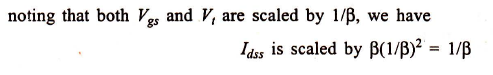 noting that both V_gs and V_t are scaled by 1/β, we have
I_dss is scaled by β(1/β)² = 1/β